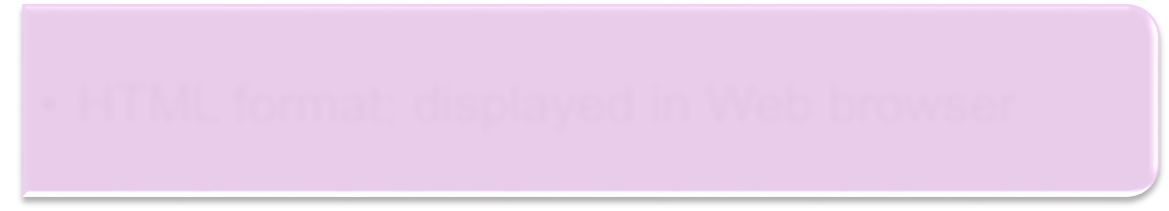 • HTML format; displayed in Web browser